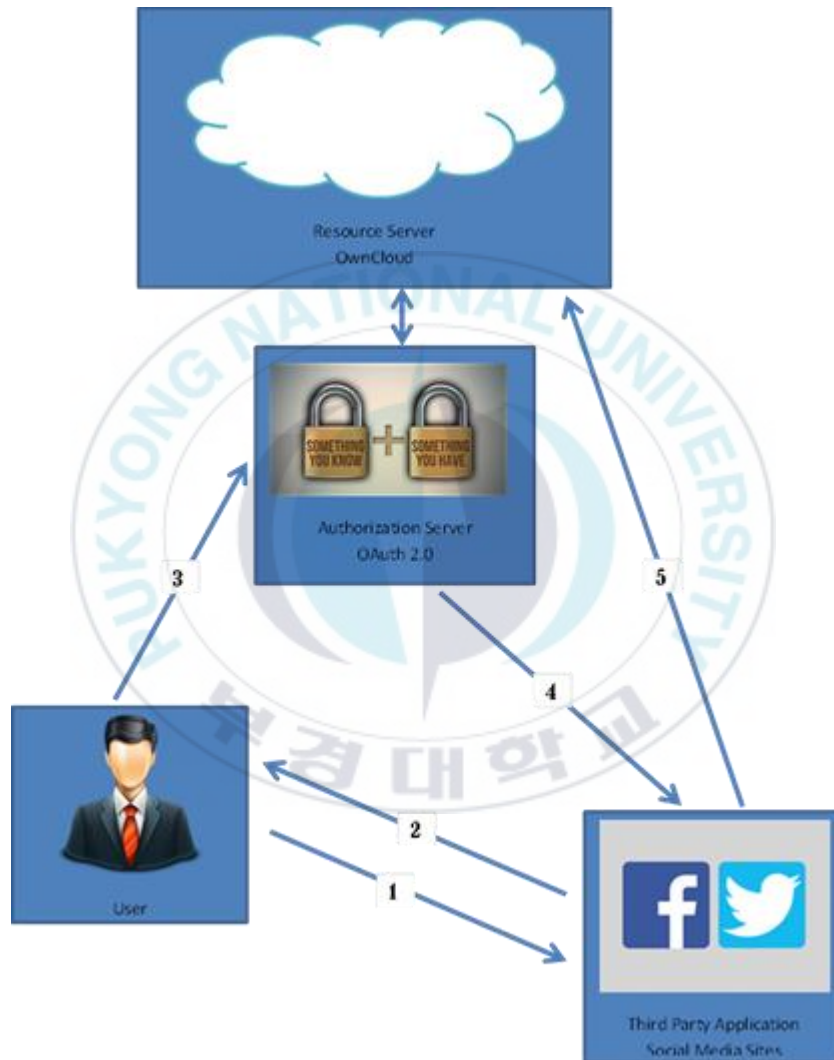 Resource Server
OwnCloud
PUKYONG NATIONAL UNIVERSITY
SOMETHING YOU KNOW
+
SOMETHING YOU HAVE
Authorization Server
OAuth 2.0
3
5
4
부경대학교
2
1
User
f
Third Party Application
Social Media Sites